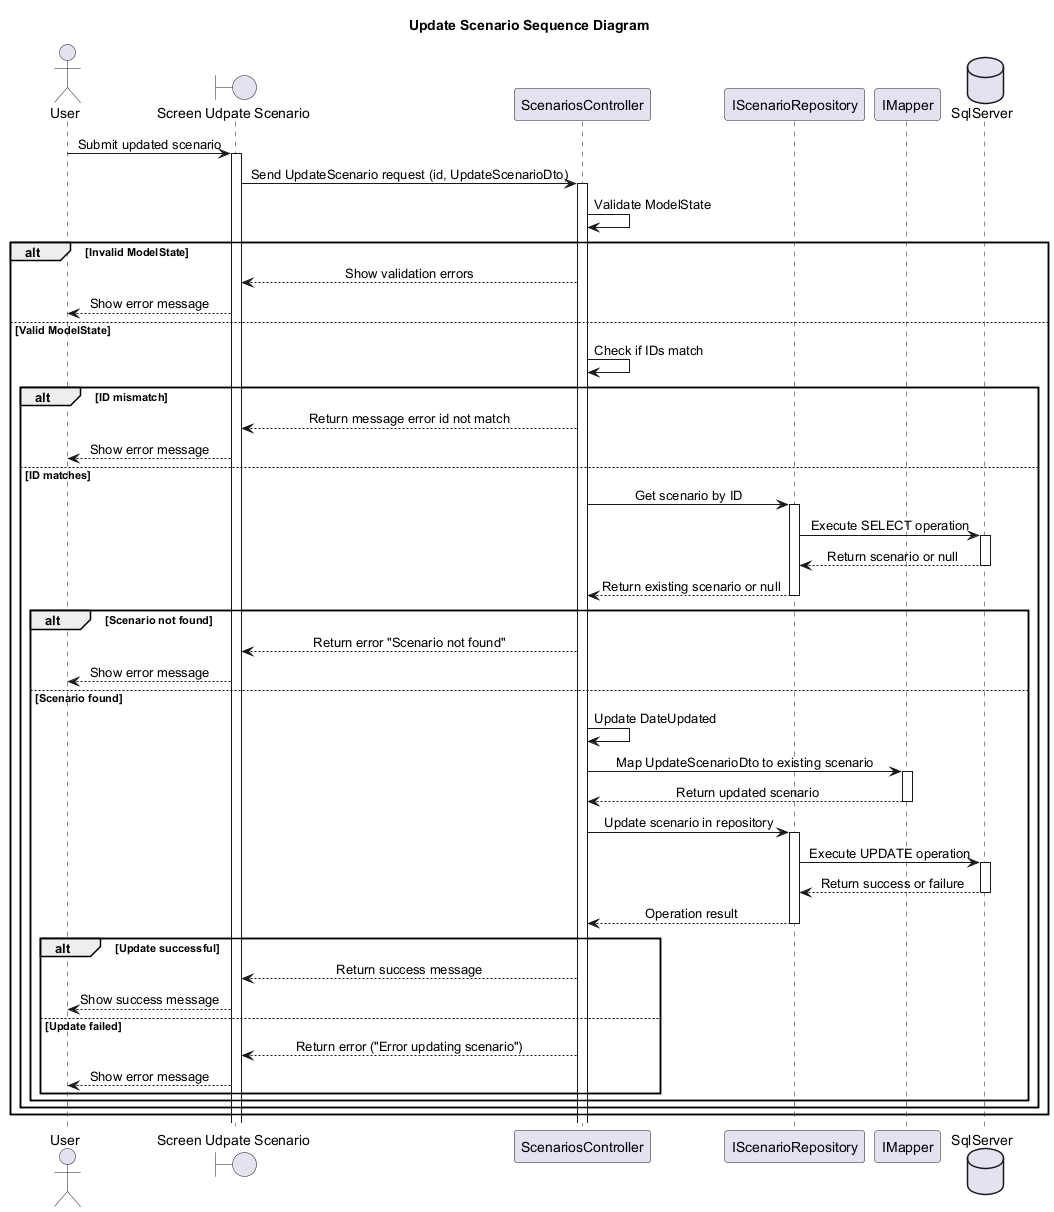 Update Scenario Sequence Diagram
User
Screen Udpate Scenario
ScenariosController
IScenarioRepository
IMapper
SqlServer
Submit updated scenario
Send UpdateScenario request (id, UpdateScenarioDto)
Validate ModelState
alt
[Invalid ModelState]
Show validation errors
Show error message
[Valid ModelState]
Check if IDs match
alt
[ID mismatch]
Return message error id not match
Show error message
[ID matches]
Get scenario by ID
Execute SELECT operation
Return scenario or null
Return existing scenario or null
alt
[Scenario not found]
Return error "Scenario not found"
Show error message
[Scenario found]
Update DateUpdated
Map UpdateScenarioDto to existing scenario
Return updated scenario
Update scenario in repository
Execute UPDATE operation
Return success or failure
Operation result
alt
[Update successful]
Return success message
Show success message
[Update failed]
Return error ("Error updating scenario")
Show error message
User
Screen Udpate Scenario
ScenariosController
IScenarioRepository
IMapper
SqlServer